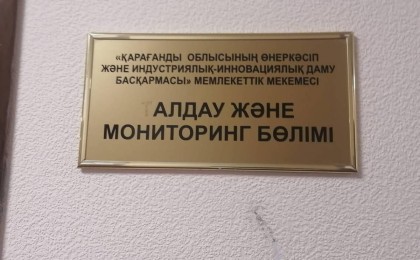 «ҚАРАҒАНДЫ ОБЛЫСЫНЫҢ ӨНЕРКӘСІП
ЖӘНЕ ИНДУСТРИЯЛЫҚ-ИННОВАЦИЯЛЫҚ ДАМУ
БАСҚАРМАСЫ» МЕМЛЕКЕТТІК МЕКЕМЕСІ
ТАЛДАУ ЖӘНЕ
МОНИТОРИНГ БӨЛІМІ